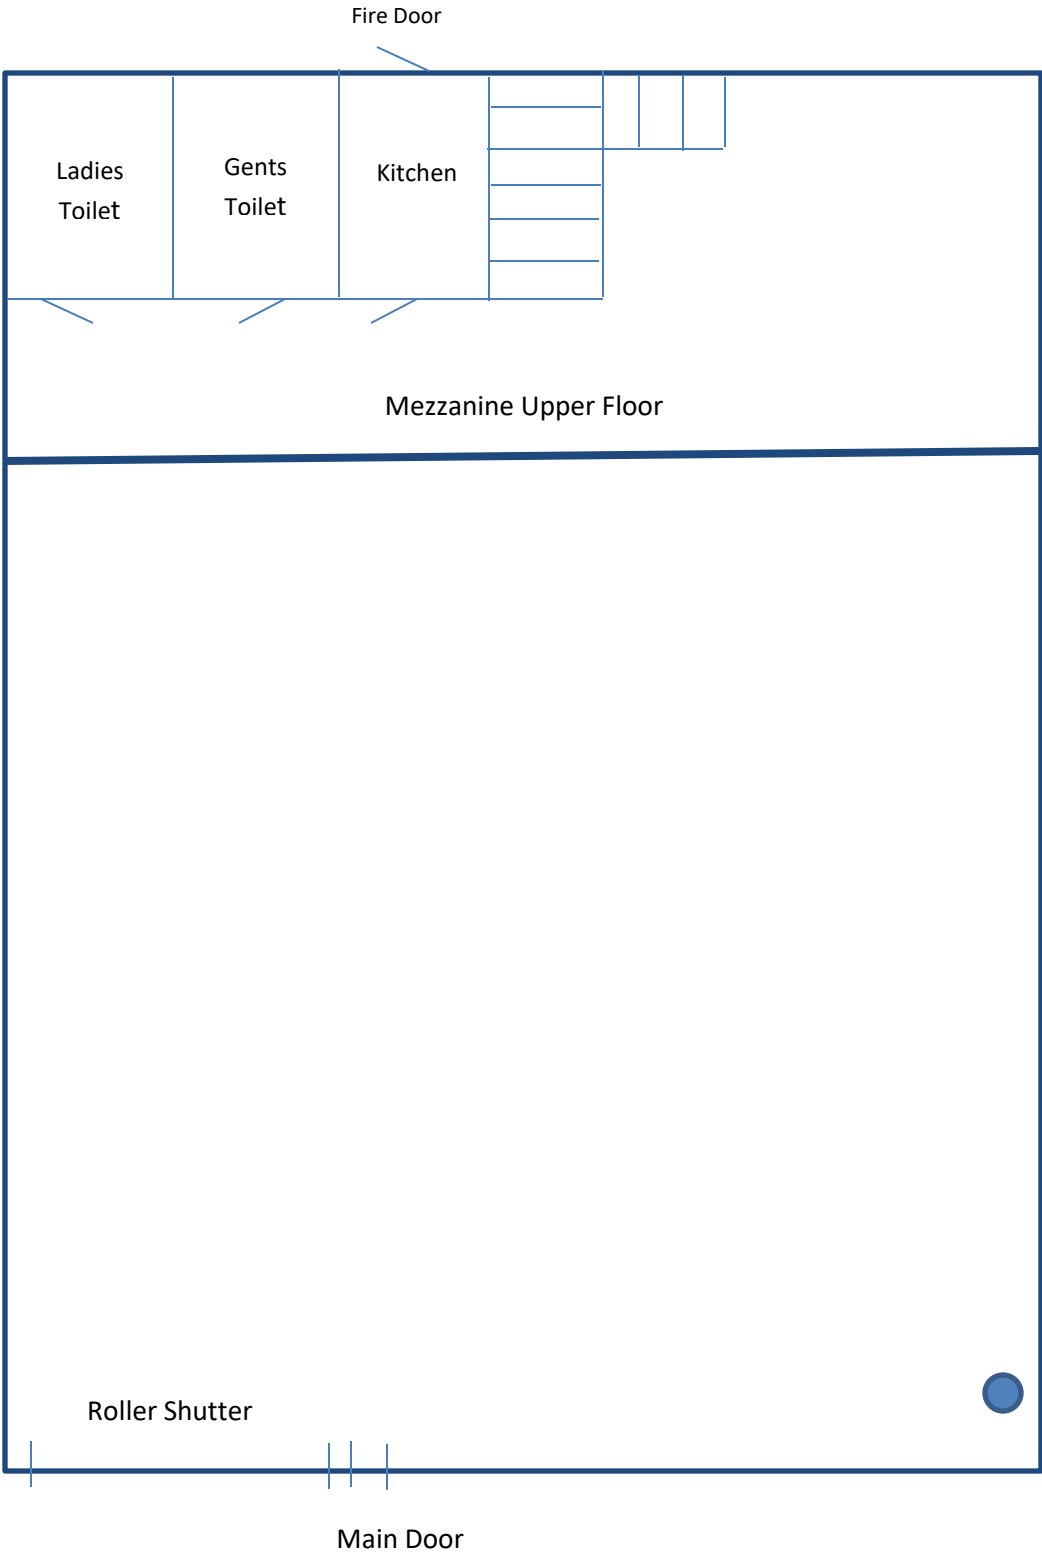 Fire Door
Ladies
Toilet
Gents
Toilet
Kitchen
Mezzanine Upper Floor
Roller Shutter
Main Door